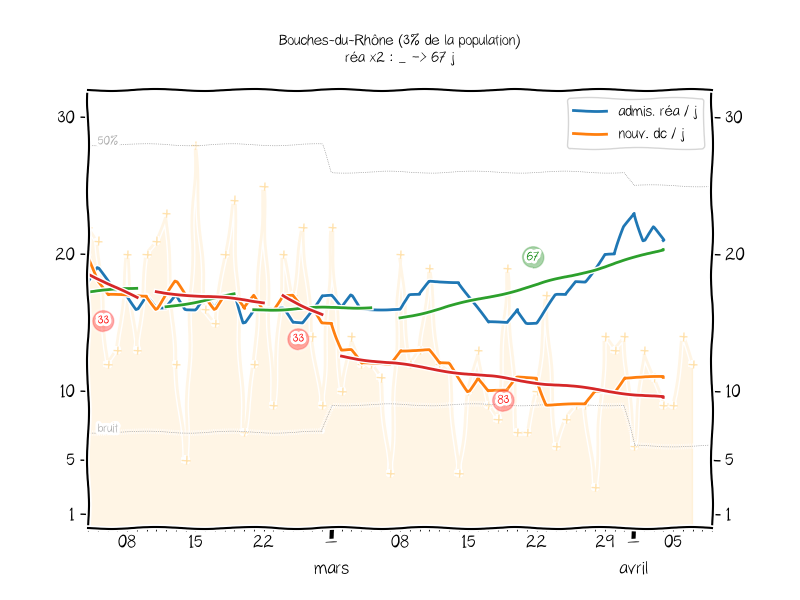 Bouches-du-Rhône (3% de la population)
réa x2 : _ -> 67 j
admis. réa / j
nouv. dc / j
30
30
50%
20
20
67
33
33
10
10
83
bruit
5
5
1
1
08 15 22 08 15 22 29 05
mars avril